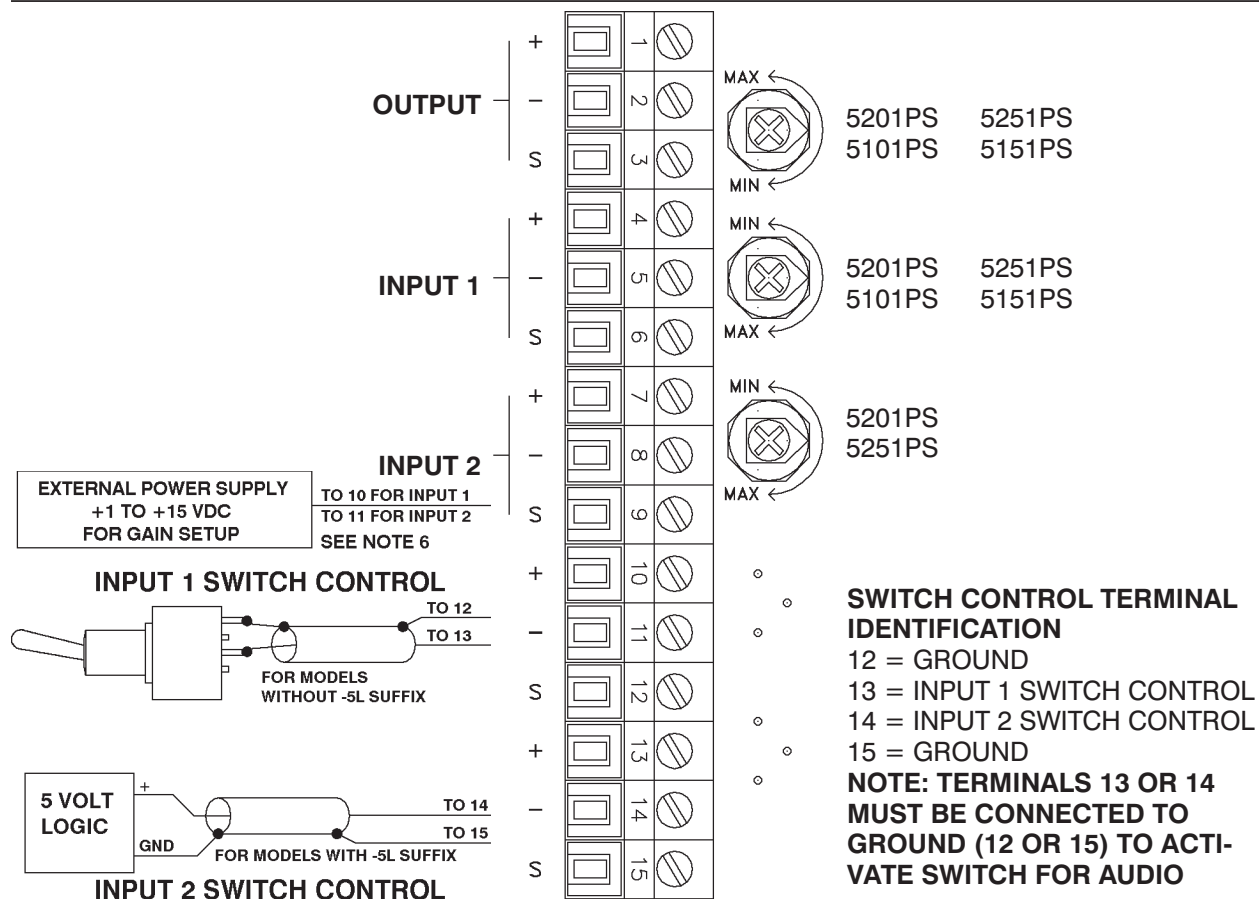 OUTPUT
+
−
S
INPUT 1
+
−
S
INPUT 2
+
−
S
+
−
S
+
−
S
1
2
3
4
5
6
7
8
9
10
11
12
13
14
15
MAX
MIN
5201PS 5251PS
5101PS 5151PS
MIN
MAX
5201PS 5251PS
5101PS 5151PS
MIN
MAX
5201PS
5251PS
EXTERNAL POWER SUPPLY
+1 TO +15 VDC
FOR GAIN SETUP
TO 10 FOR INPUT 1
TO 11 FOR INPUT 2
SEE NOTE 6
INPUT 1 SWITCH CONTROL
TO 12
TO 13
FOR MODELS
WITHOUT -5L SUFFIX
5 VOLT
LOGIC
+
GND
TO 14
TO 15
FOR MODELS WITH -5L SUFFIX
INPUT 2 SWITCH CONTROL
SWITCH CONTROL TERMINAL
IDENTIFICATION
12 = GROUND
13 = INPUT 1 SWITCH CONTROL
14 = INPUT 2 SWITCH CONTROL
15 = GROUND
NOTE: TERMINALS 13 OR 14
MUST BE CONNECTED TO
GROUND (12 OR 15) TO ACTI-
VATE SWITCH FOR AUDIO